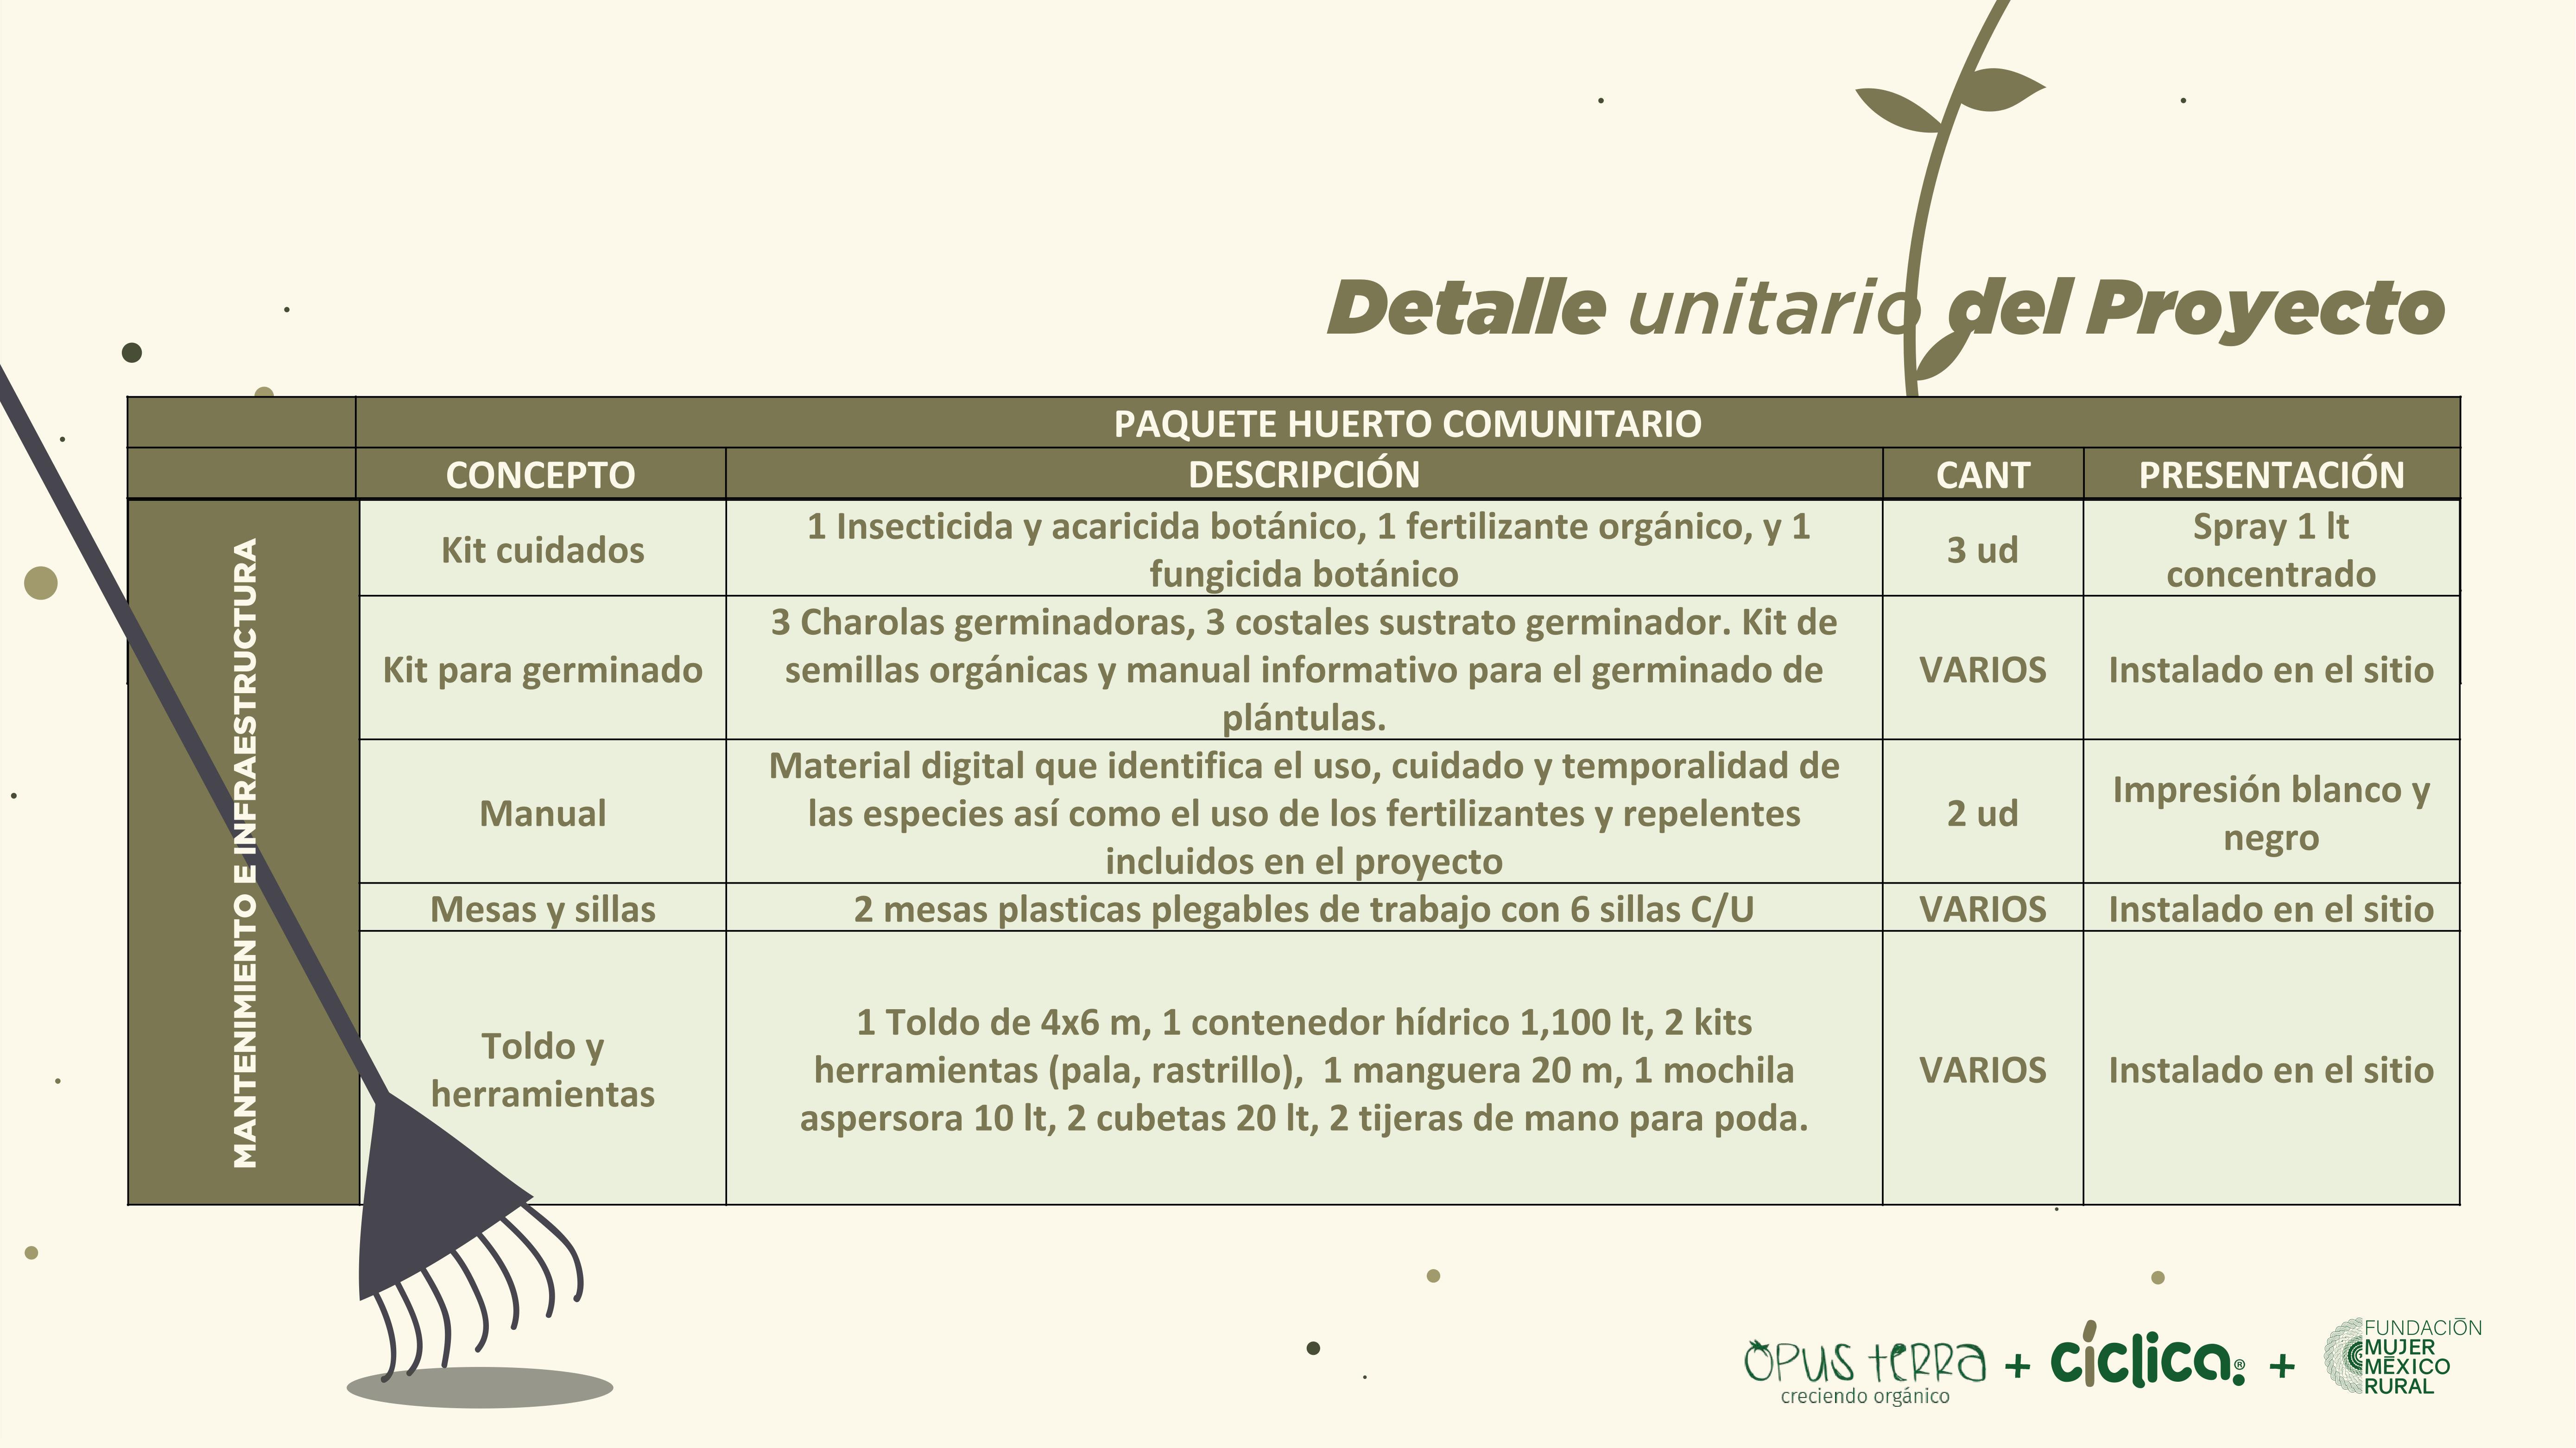 Detalle unitario del Proyecto
PAQUETE HUERTO COMUNITARIO
CONCEPTO
DESCRIPCIÓN
CANT
PRESENTACIÓN
MANTENIMIENTO E INFRAESTRUCTURA
Kit cuidados
1 Insecticida y acaricida botánico, 1 fertilizante orgánico, y 1
fungicida botánico
3 ud
Spray 1 lt
concentrado
Kit para germinado
3 Charolas germinadoras, 3 costales sustrato germinador. Kit de
semillas orgánicas y manual informativo para el germinado de
plántulas.
VARIOS
Instalado en el sitio
Manual
Material digital que identifica el uso, cuidado y temporalidad de
las especies así como el uso de los fertilizantes y repelentes
incluidos en el proyecto
2 ud
Impresión blanco y
negro
Mesas y sillas
2 mesas plasticas plegables de trabajo con 6 sillas C/U
VARIOS
Instalado en el sitio
Toldo y
herramientas
1 Toldo de 4x6 m, 1 contenedor hídrico 1,100 lt, 2 kits
herramientas (pala, rastrillo),  1 manguera 20 m, 1 mochila
aspersora 10 lt, 2 cubetas 20 lt, 2 tijeras de mano para poda.
VARIOS
Instalado en el sitio
OPUS tERRa
creciendo orgánico
+
cíclica®
+
FUNDACIŌN
MUJER
MĒXICO
RURAL